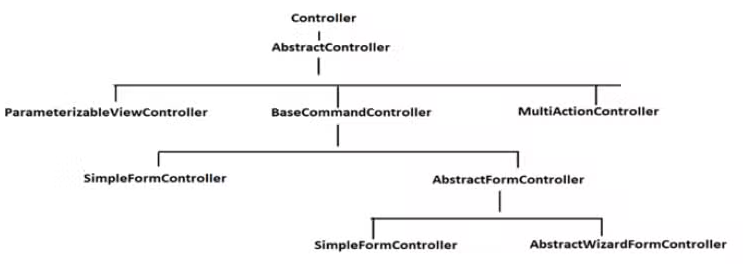 Controller
AbstractController
ParameterizableViewController BaseCommandController MultiActionController
SimpleFormController AbstractFormController
SimpleFormController AbstractWizardFormController